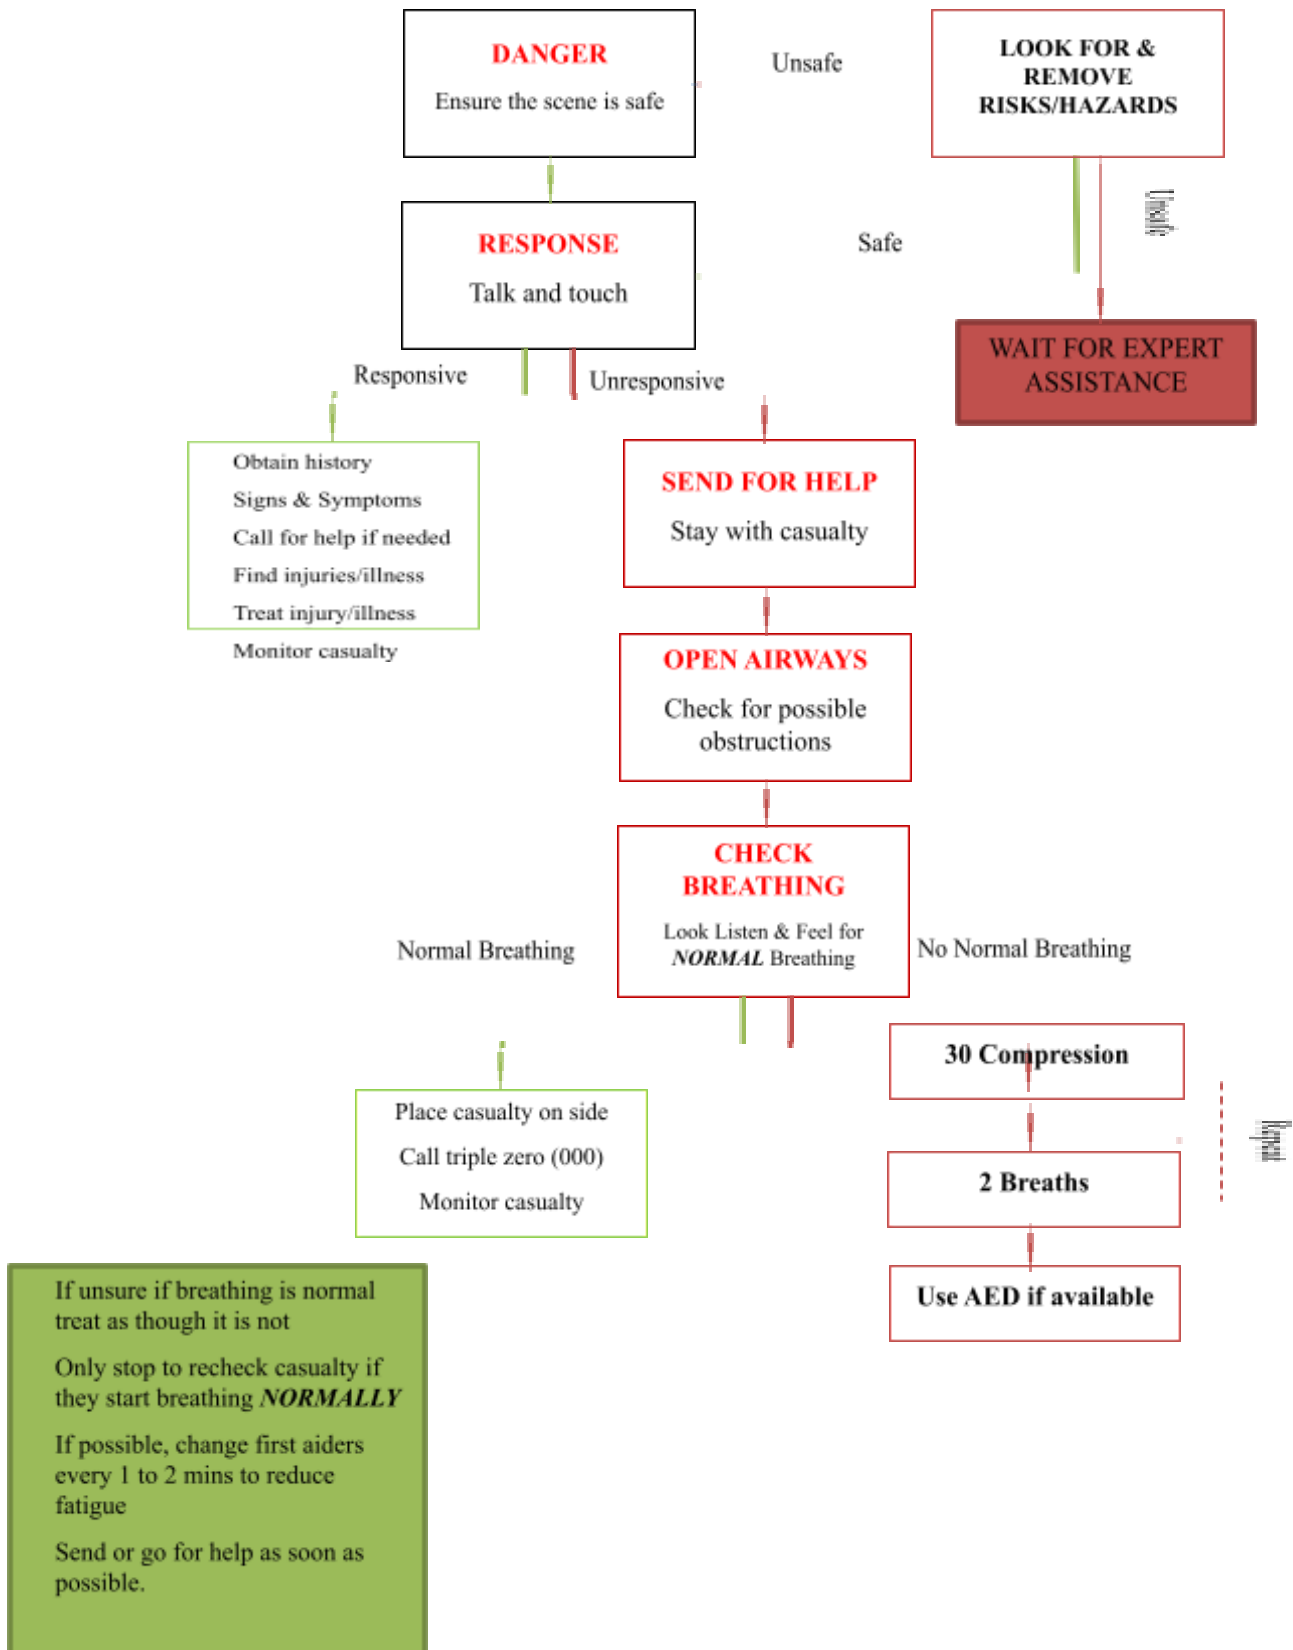 DANGER
Ensure the scene is safe
Unsafe
LOOK FOR &
REMOVE
RISKS/HAZARDS
RESPONSE
Talk and touch
Safe
WAIT FOR EXPERT
ASSISTANCE
Responsive
Unresponsive
Obtain history
Signs & Symptoms
Call for help if needed
Find injuries/illness
Treat injury/illness
Monitor casualty
SEND FOR HELP
Stay with casualty
OPEN AIRWAYS
Check for possible
obstructions
CHECK
BREATHING
Look Listen & Feel for
NORMAL Breathing
Normal Breathing
No Normal Breathing
Place casualty on side
Call triple zero (000)
Monitor casualty
30 Compression
2 Breaths
Use AED if available
If unsure if breathing is normal
treat as though it is not
Only stop to recheck casualty if
they start breathing NORMALLY
If possible, change first aiders
every 1 to 2 mins to reduce
fatigue
Send or go for help as soon as
possible.